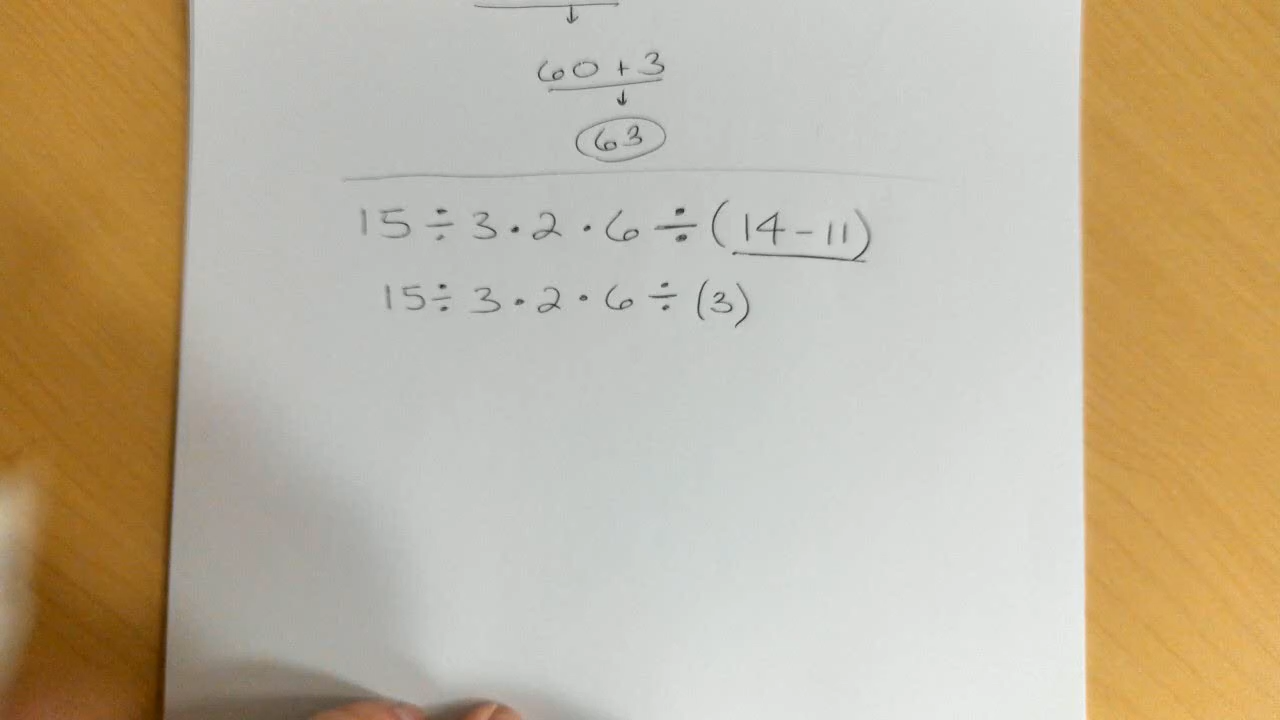 ↓
60 + 3
↓
63
15 ÷ 3 · 2 · 6 ÷ (14 - 11)
15 ÷ 3 · 2 · 6 ÷ (3)